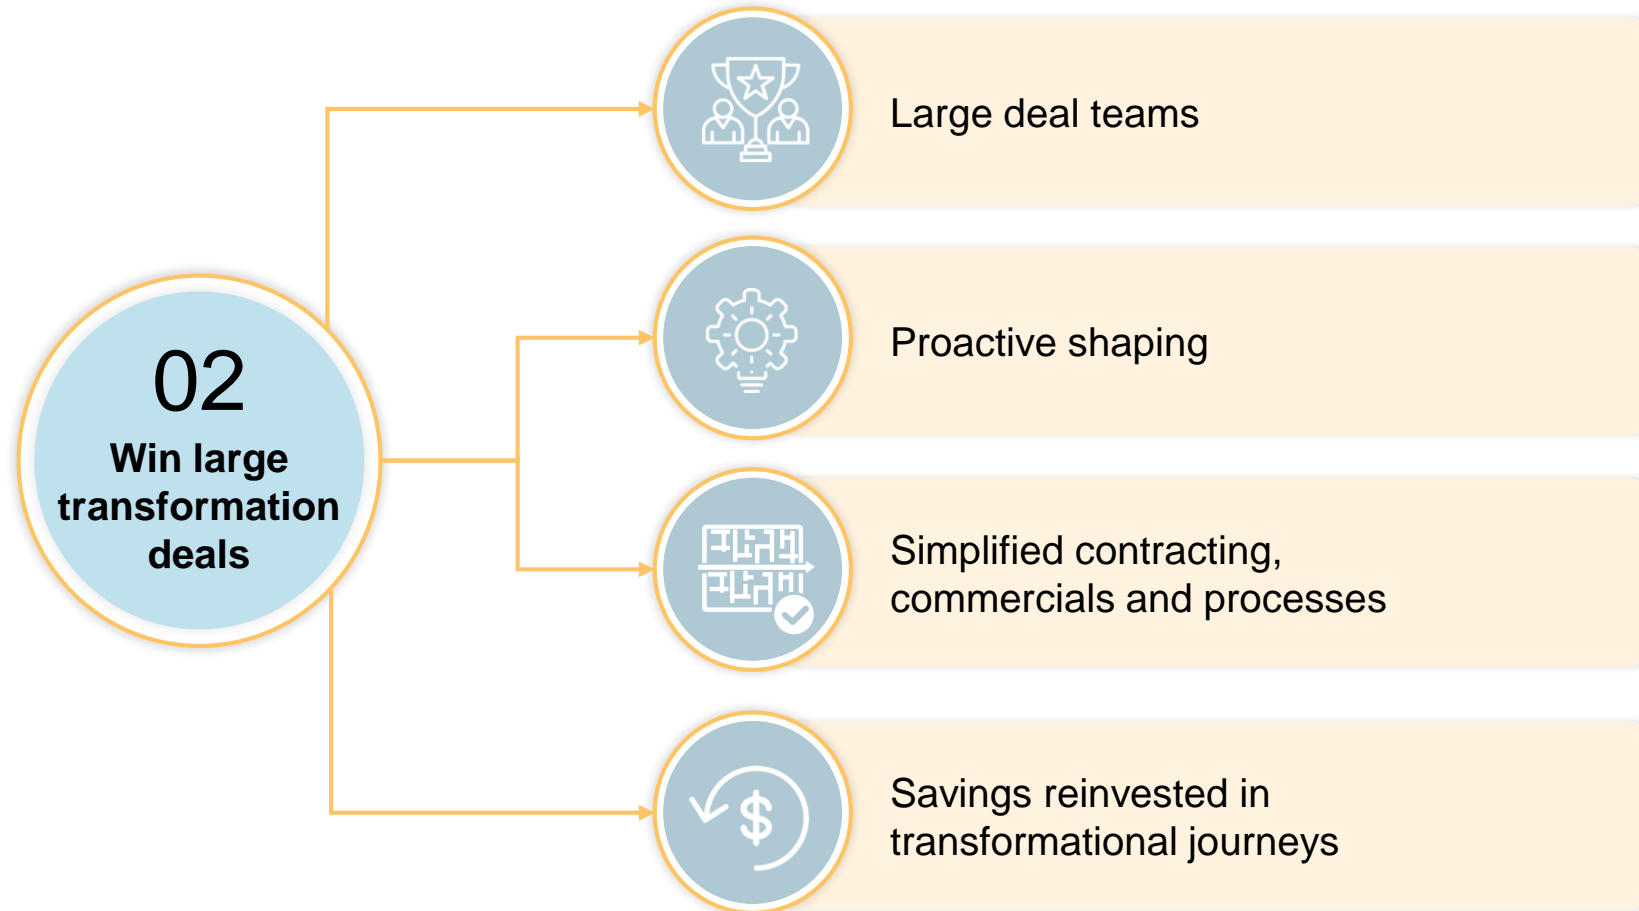 02
Win large
transformation
deals
Large deal teams
Proactive shaping
Simplified contracting,
commercials and processes
$
Savings reinvested in
transformational journeys